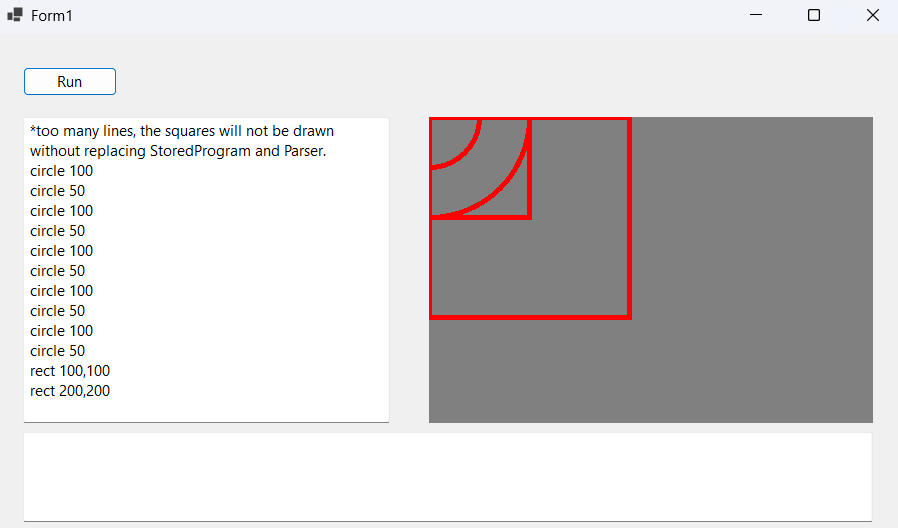 Form1
Run
*too many lines, the squares will not be drawn
without replacing StoredProgram and Parser.
circle 100
circle 50
circle 100
circle 50
circle 100
circle 50
circle 100
circle 50
circle 100
circle 50
rect 100,100
rect 200,200